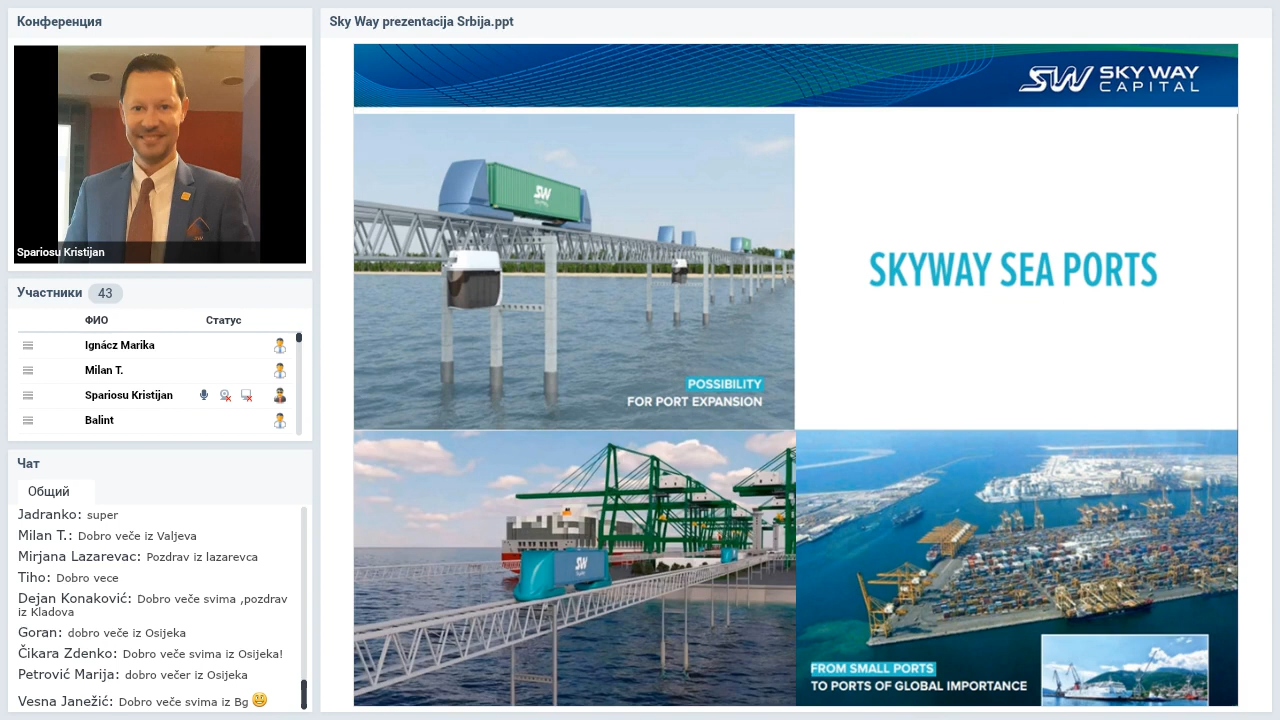 Конференция
Spariosu Kristijan
Участники 43
ФИО Статус
Ignácz Marika
Milan T.
Spariosu Kristijan
Balint
Чат
Общий
Jadranko: super
Milan T.: Dobro veče iz Valjeva
Mirjana Lazarevac: Pozdrav iz lazarevca
Tiho: Dobro vece
Dejan Konaković: Dobro veče svima ,pozdrav
iz Kladova
Goran: dobro veče iz Osijeka
Čikara Zdenko: Dobro veče svima iz Osijeka!
Petrović Marija: dobro večeriz Osijeka
Vesna Janežić: Dobro veče svima iz Bg
Sky Way prezentacija Srbija.ppt
SW SKY WAY
CAPITAL
SW
POSSIBILITY
FOR PORT EXPANSION
SKYWAY SEA PORTS
SW
FROM SMALL PORTS
TO PORTS OF GLOBAL IMPORTANCE